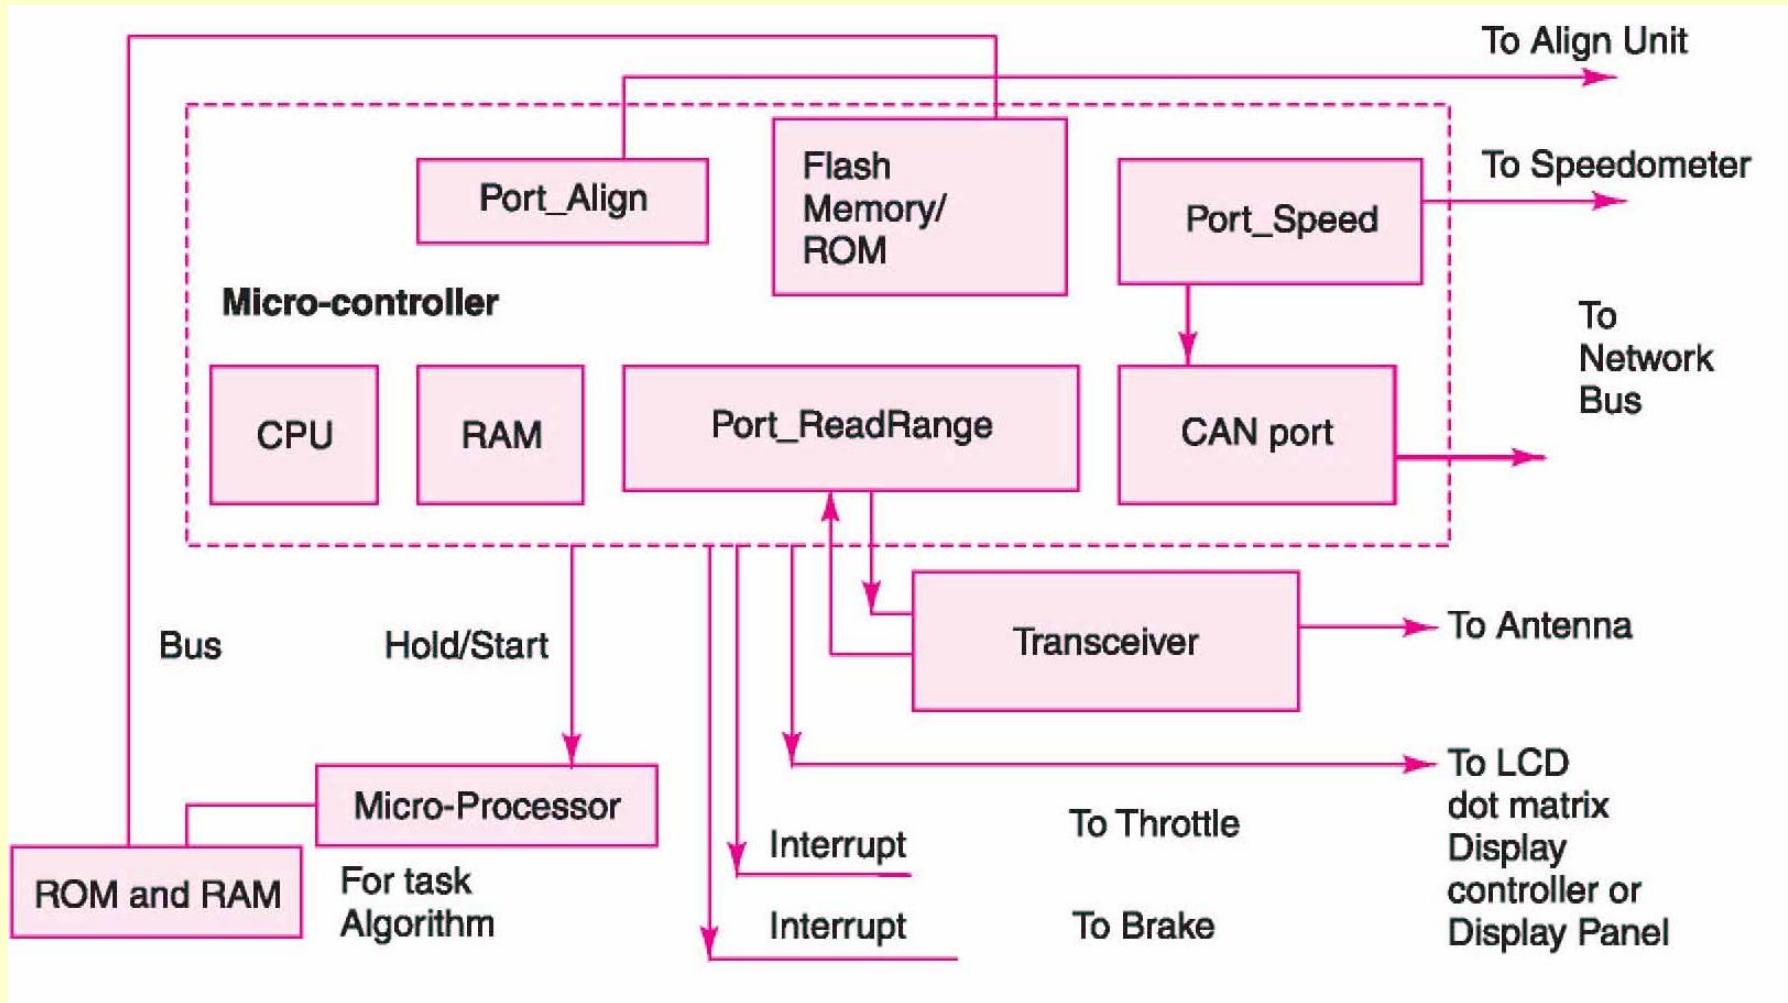 To Align Unit
Port_Align
Flash
Memory/
ROM
To Speedometer
Port_Speed
Micro-controller
To
Network
Bus
CPU
RAM
Port_ReadRange
CAN port
Bus
Hold/Start
Transceiver
To Antenna
Micro-Processor
To LCD
dot matrix
Display
controller or
Display Panel
To Throttle
Interrupt
ROM and RAM
For task
Algorithm
Interrupt
To Brake